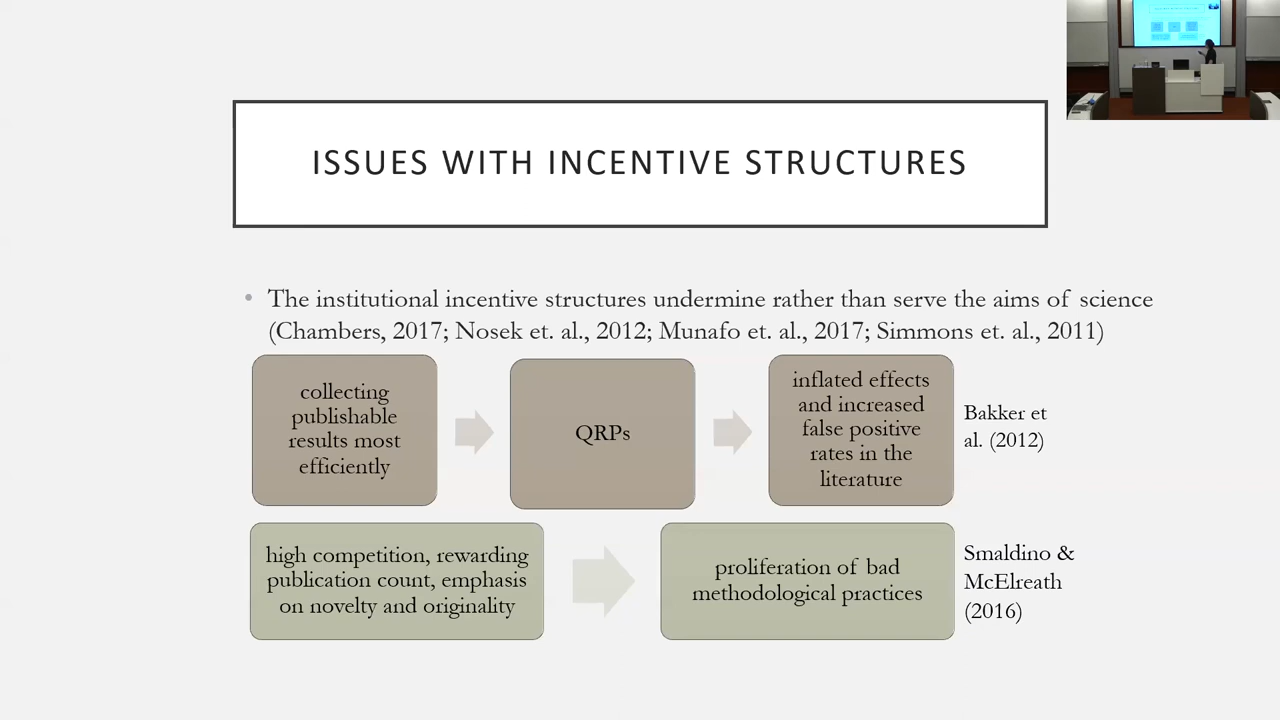 ISSUES WITH INCENTIVE STRUCTURES
• The institutional incentive structures undermine rather than serve the aims of science
(Chambers, 2017; Nosek et. al., 2012; Munafo et. al., 2017; Simmons et. al., 2011)
collecting
publishable
results most
efficiently
QRPs
inflated effects
and increased
false positive
rates in the
literature
Bakker et
al. (2012)
high competition, rewarding
publication count, emphasis
on novelty and originality
proliferation of bad
methodological practices
Smaldino &
McElreath
(2016)